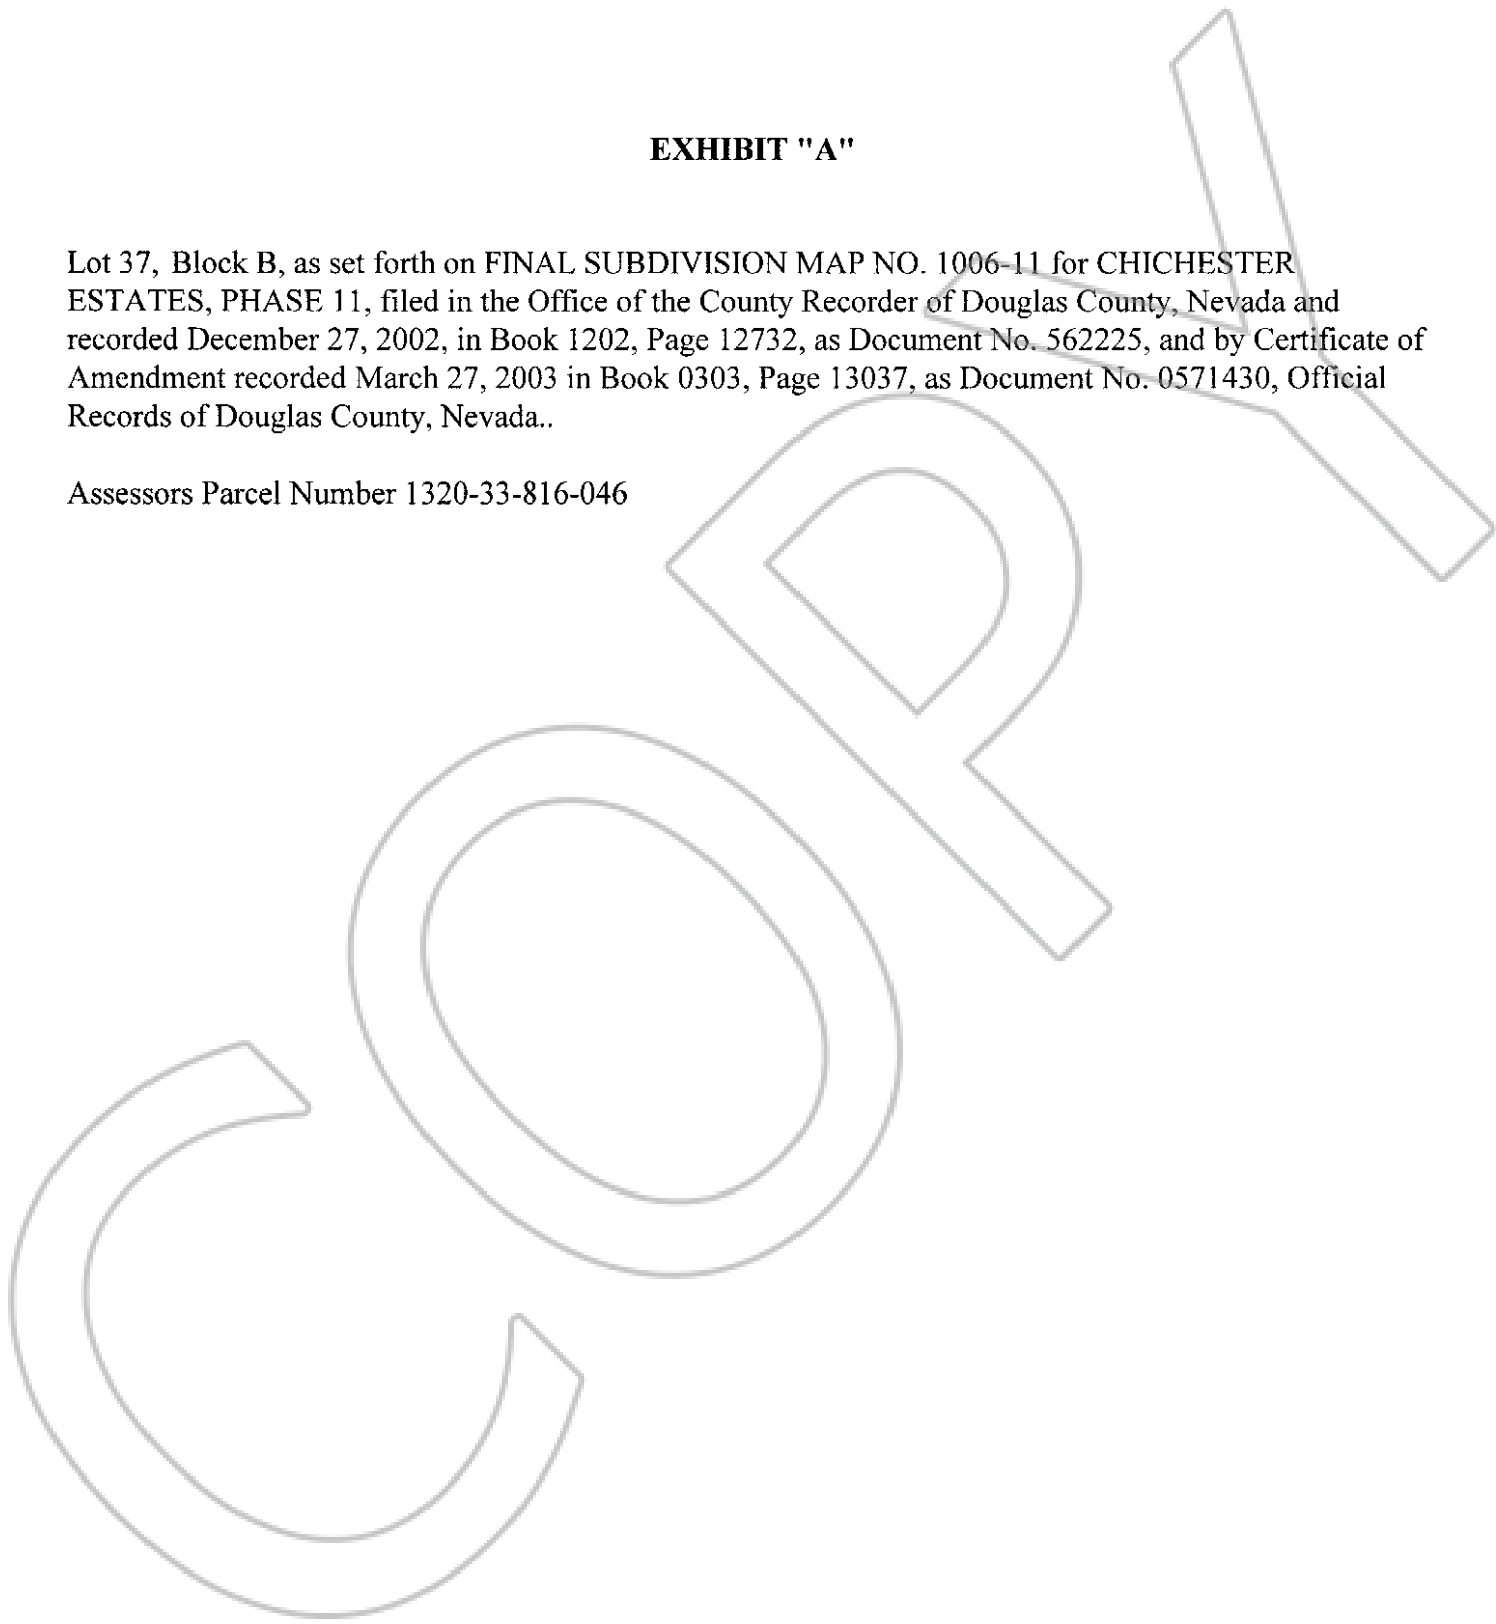 EXHIBIT "A"
Lot 37, Block B, as set forth on FINAL SUBDIVISION MAP NO. 1006-11 for CHICHESTER
ESTATES, PHASE 11, filed in the Office of the County Recorder of Douglas County, Nevada and
recorded December 27, 2002, in Book 1202, Page 12732, as Document No. 562225, and by Certificate of
Amendment recorded March 27, 2003 in Book 0303, Page 13037, as Document No. 0571430, Official
Records of Douglas County, Nevada..
Assessors Parcel Number 1320-33-816-046
COPY